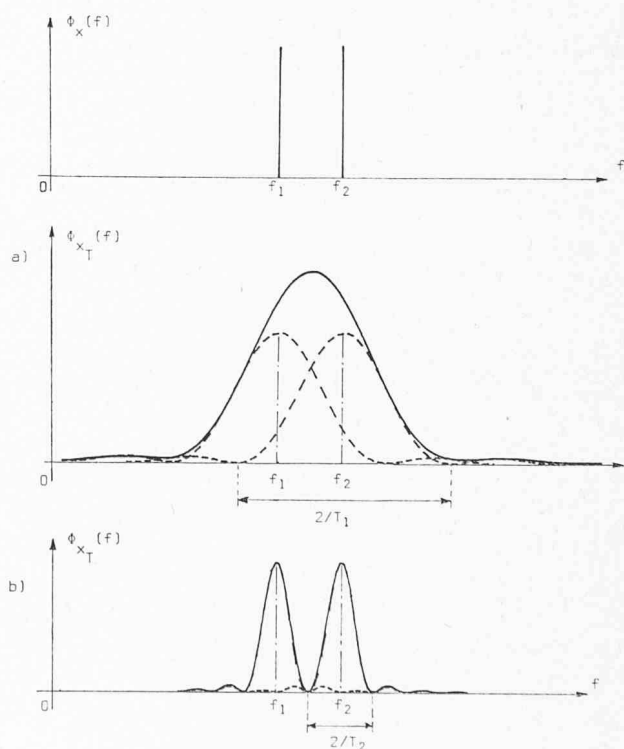 Φx(f)
0 f1 f2 f
a) ΦxT(f)
0 f1 f2 f
2/T1
b) ΦxT(f)
0 f1 f2 f
2/T2